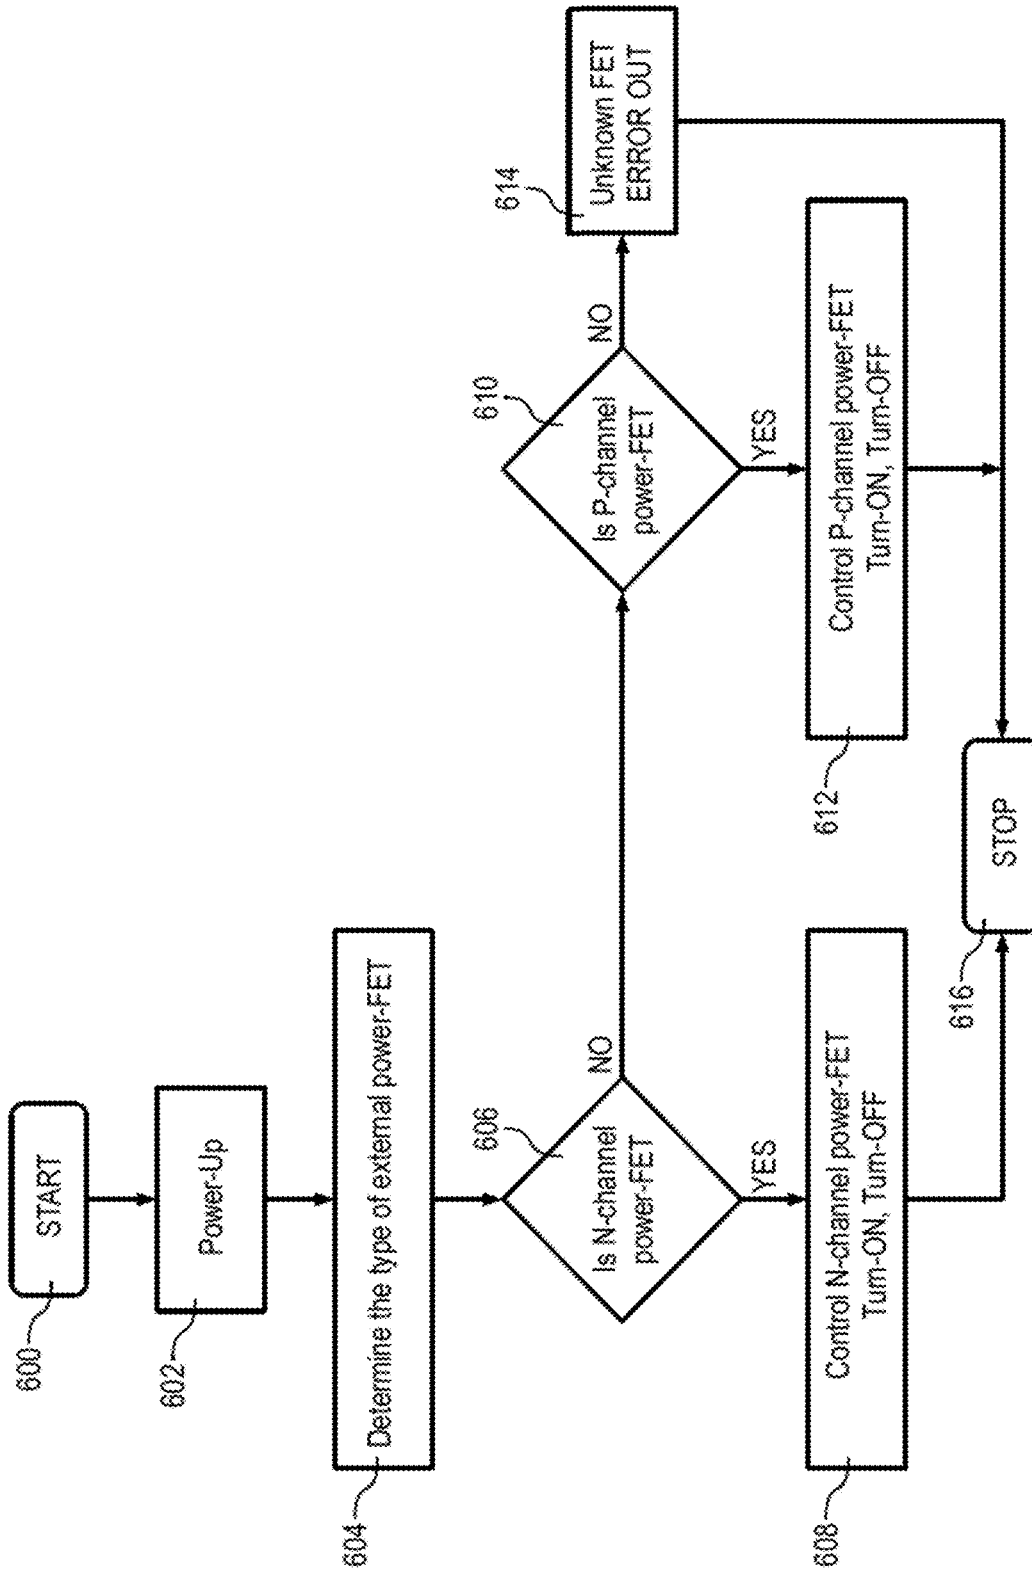 600
START
602
Power-Up
604
Determine the type of external power-FET
606
Is N-channel
power-FET
NO
YES
608
Control N-channel power-FET
Turn-ON, Turn-OFF
610
Is P-channel
power-FET
NO
YES
612
Control P-channel power-FET
Turn-ON, Turn-OFF
614
Unknown FET
ERROR OUT
616
STOP